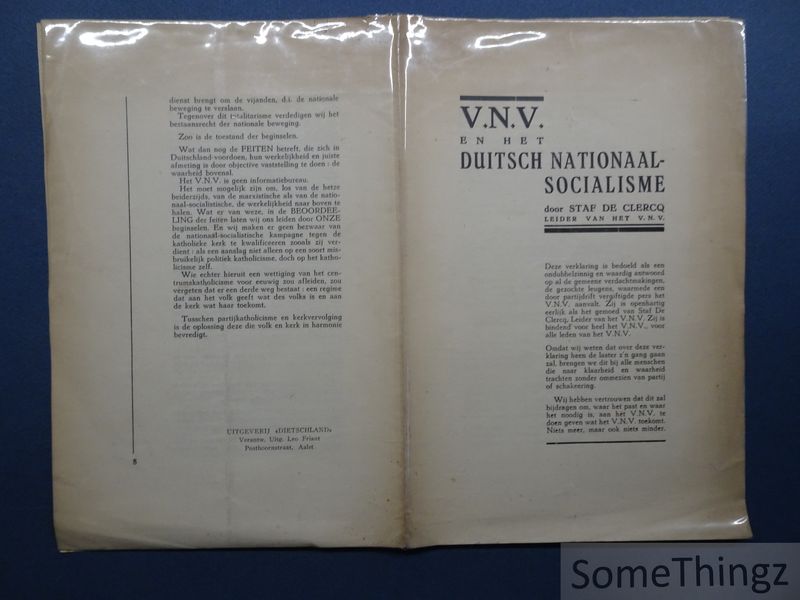 dienst brengt om de vijanden, d.i. de nationale
beweging te verslaan.
Tegenover dit totalitarisme verdedigen wij het
bestaansrecht der nationale beweging.
Zoo is de toestand der beginselen.
Wat dan nog de FEITEN betreft, die zich in
Duitschland voordoen, hun werkelijkheid en juiste
afmeting is door objectieve vaststelling te doen : de
waarheid bovenal.
Het V.N.V. is geen informatiebureau.
Het moet mogelijk zijn om, los van de hetze
beiderzijds, van de marxistische als van de natio-
naal-socialistische, de werkelijkheid naar boven te
halen. Wat er van weze, in de BEOORDEE-
LING der feiten laten wij ons leiden door ONZE
beginselen. En wij maken er geen bezwaar van
de nationaal-socialistische kampagne tegen de
katholieke kerk te kwalificeeren zooals zij ver-
dient : als een aanslag niet alleen op een soort mis-
bruikelijk politiek katholicisme, doch op het katho-
licisme zelf.
Wie echter hieruit een wettiging van het cen-
trumskatholicisme voor eeuwig zou afleiden, zou
vergeten dat er een derde weg bestaat : een regime
dat aan het volk geeft wat des volks is en aan
de kerk wat haar toekomt.
Tusschen partijkatholicisme en kerkvervolging
is de oplossing deze die volk en kerk in harmonie
bevredigt.
UITGEVERIJ «DIETSCHLAND»
Verantw. Uitg. Leo Friant
Posthoornstraat, Aalst
8
V.N.V.
EN HET
DUITSCH NATIONAAL-
SOCIALISME
door STAF DE CLERCQ
LEIDER VAN HET V.N.V.
Deze verklaring is bedoeld als een
ondubbelzinnig en waardig antwoord
op al de gemeene verdachtmakingen,
de gezochte leugens, waarmede een
door partijdrift vergiftigde pers het
V.N.V. aanvalt. Zij is openhartig
eerlijk als het gemoed van Staf De
Clercq, Leider van het V.N.V. Zij is
bindend voor heel het V.N.V., voor
alle leden van het V.N.V.
Omdat wij weten dat over deze ver-
klaring heen de laster z'n gang gaan
zal, brengen we dit bij alle menschen
die naar klaarheid en waarheid
trachten zonder ommezien van partij
of schakeering.
Wij hebben vertrouwen dat dit zal
bijdragen om, waar het past en waar
het noodig is, aan het V.N.V. te
doen geven wat het V.N.V. toekomt.
Niets meer, maar ook niets minder.
SomeThingz